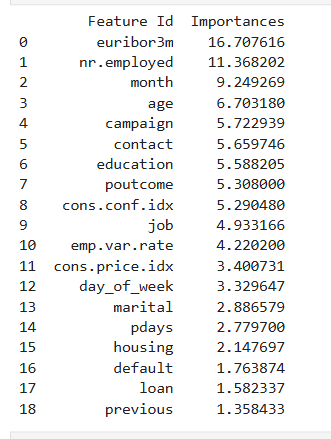 Feature Id Importances
0 euribor3m 16.707616
1 nr.employed 11.368202
2 month 9.249269
3 age 6.703180
4 campaign 5.722939
5 contact 5.659746
6 education 5.588205
7 poutcome 5.308000
8 cons.conf.idx 5.290480
9 job 4.933166
10 emp.var.rate 4.220200
11 cons.price.idx 3.400731
12 day_of_week 3.329647
13 marital 2.886579
14 pdays 2.779700
15 housing 2.147697
16 default 1.763874
17 loan 1.582337
18 previous 1.358433